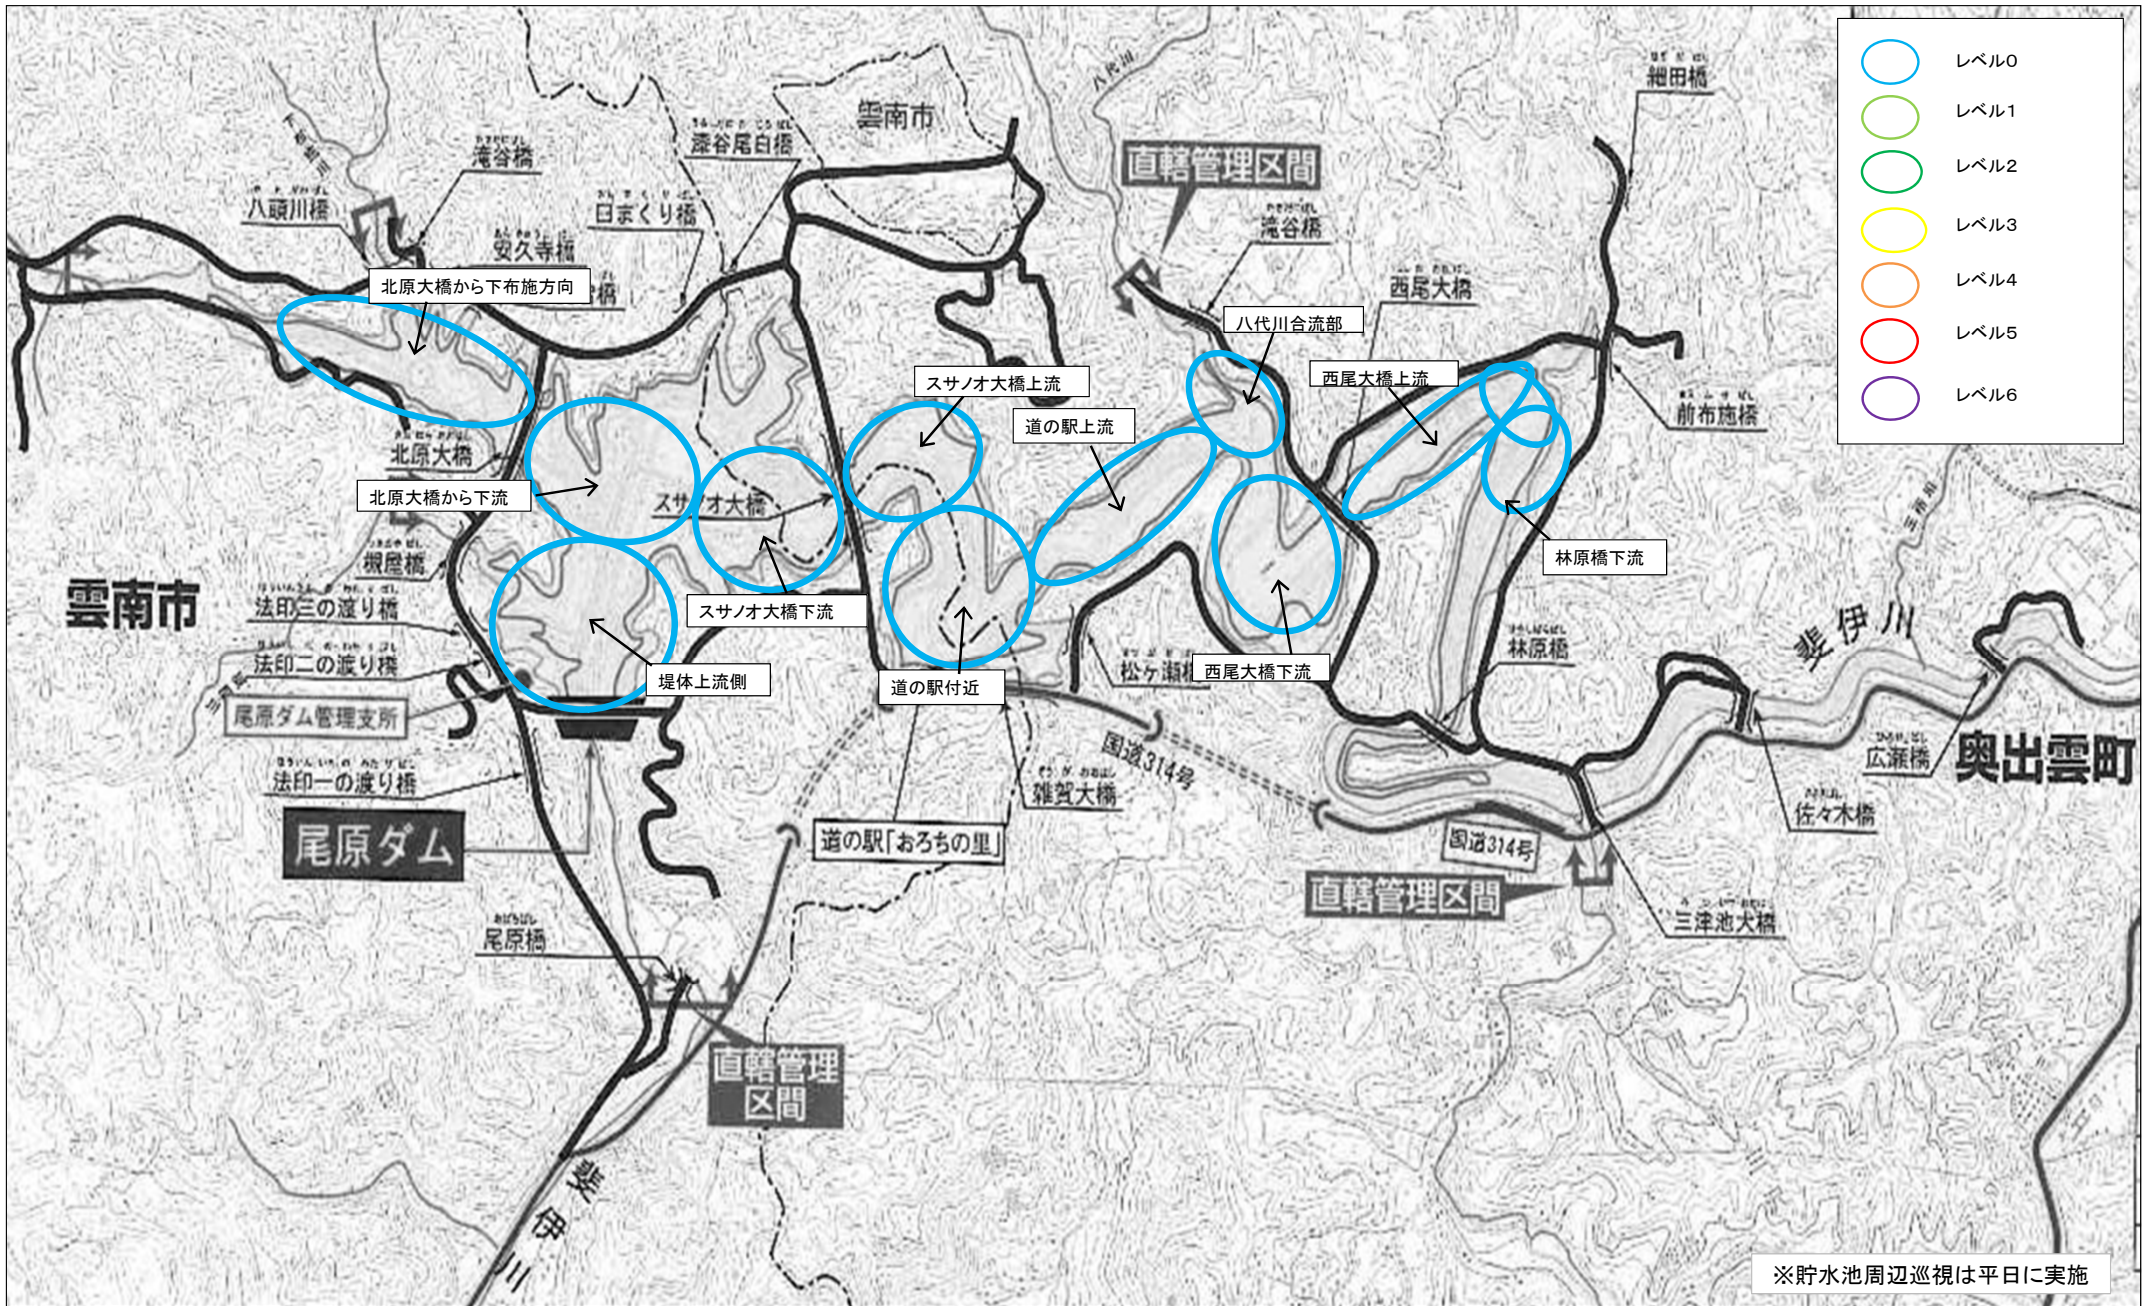 レベル0
レベル1
レベル2
レベル3
レベル4
レベル5
レベル6
雲南市
八代川
細田橋
漆谷尾白橋
滝谷橋
八頭川橋
日まくり橋
安久寺橋
直轄管理区間
滝谷橋
西尾大橋
北原大橋から下布施方向
八代川合流部
スサノオ大橋上流
西尾大橋上流
道の駅上流
前布施橋
北原大橋
北原大橋から下流
スサノオ大橋
槻屋橋
林原橋下流
雲南市
法印三の渡り橋
スサノオ大橋下流
斐伊川
法印二の渡り橋
林原橋
堤体上流側
道の駅付近
松ヶ瀬橋
西尾大橋下流
尾原ダム管理支所
国道314号
広瀬橋
奥出雲町
法印一の渡り橋
雑賀大橋
佐々木橋
尾原ダム
道の駅「おろちの里」
国道314号
直轄管理区間
三津池大橋
尾原橋
直轄管理
区間
斐伊川
※貯水池周辺巡視は平日に実施